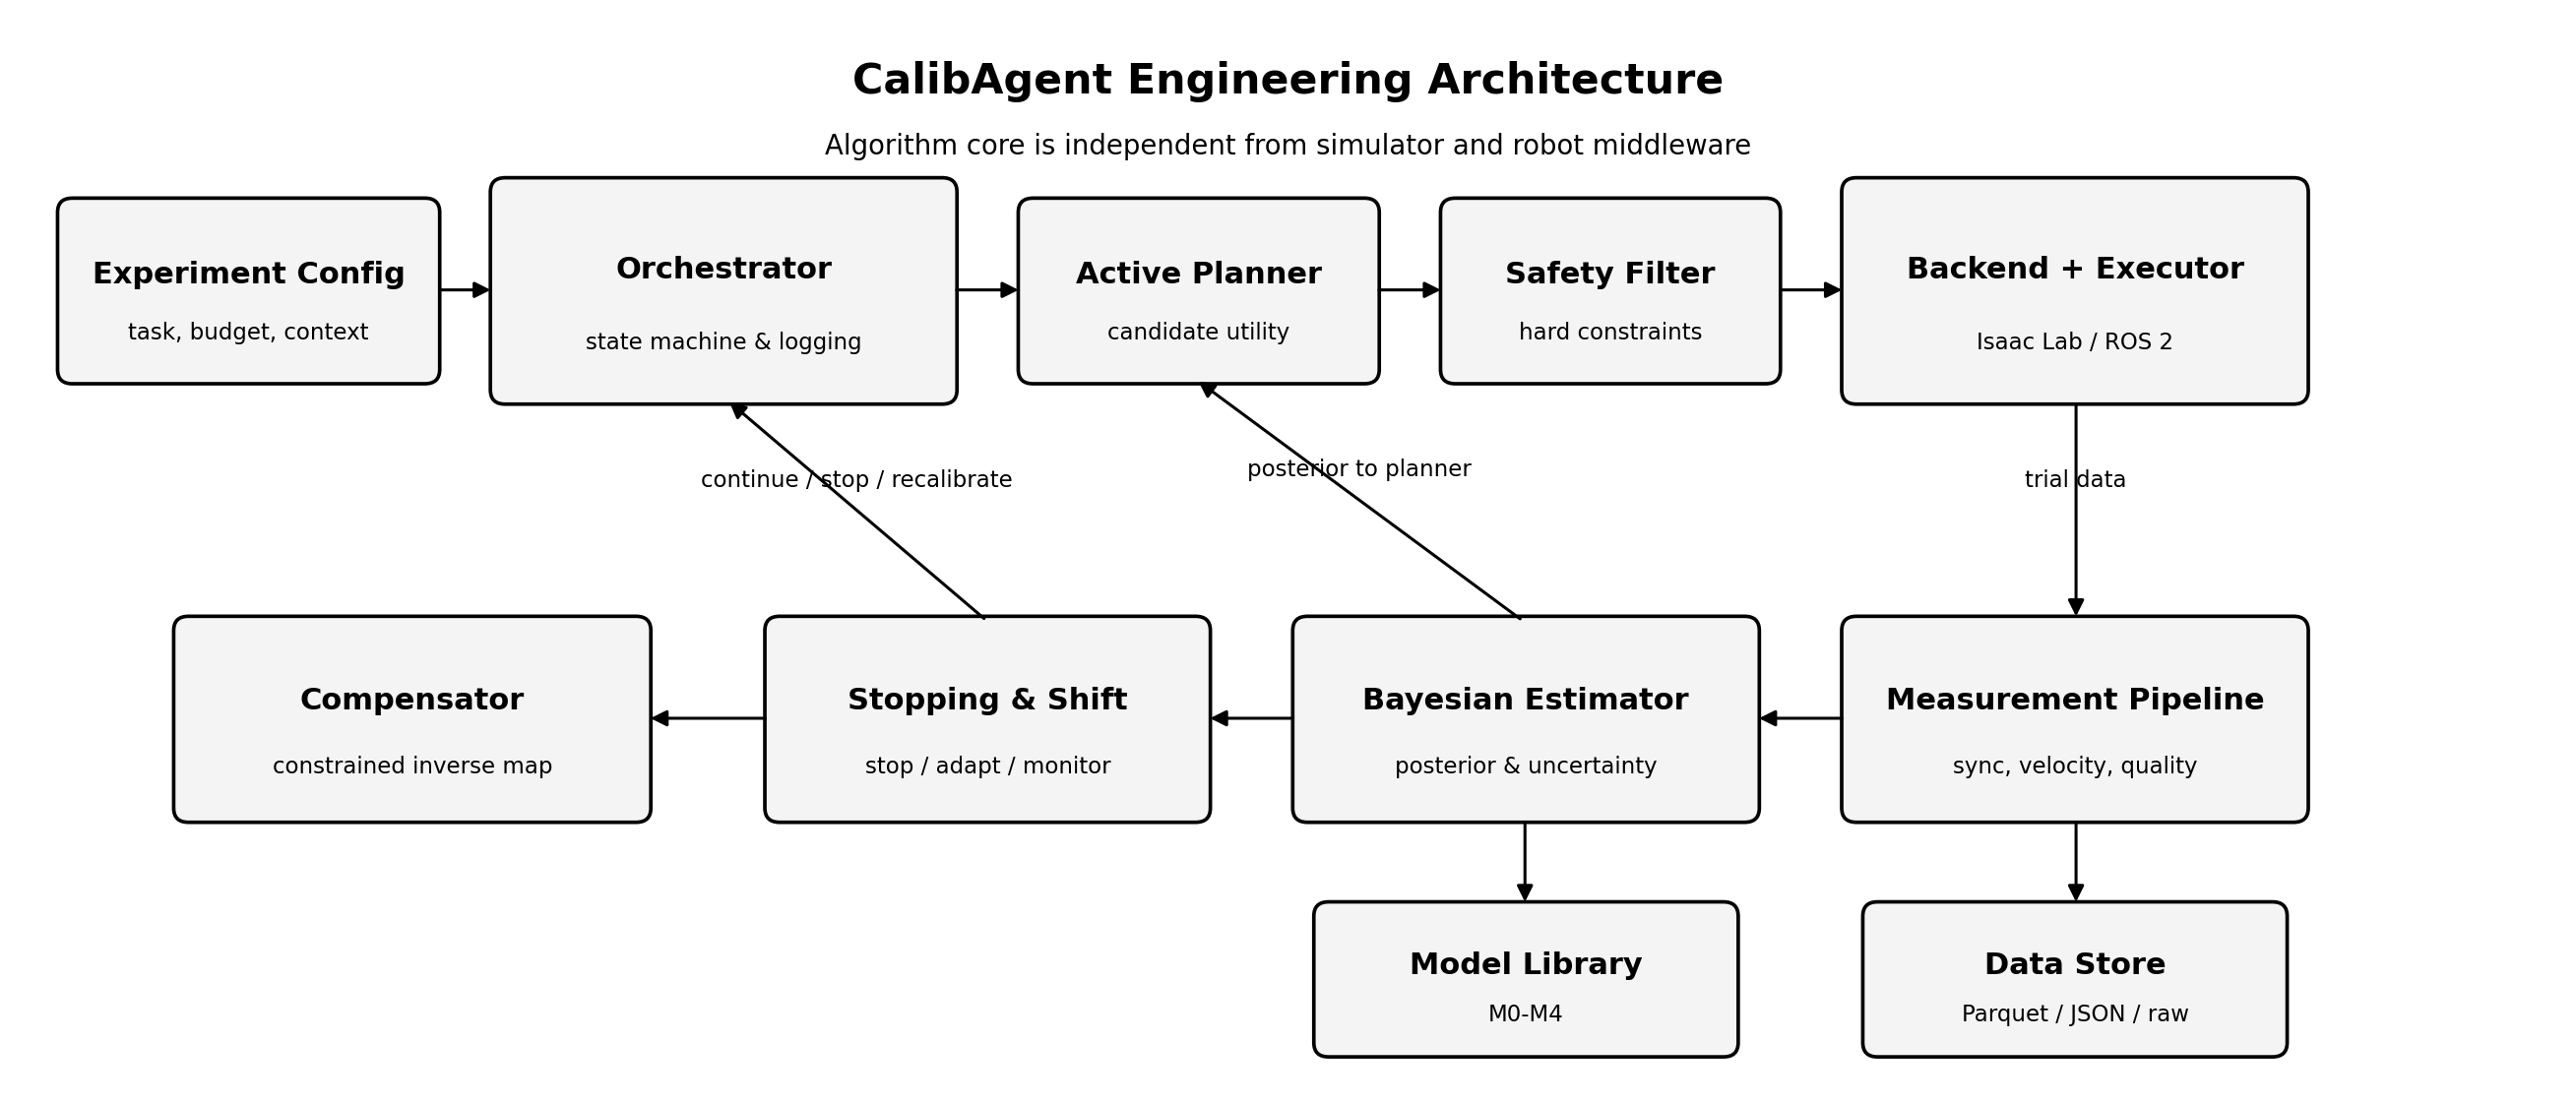 CalibAgent Engineering Architecture
Algorithm core is independent from simulator and robot middleware
Experiment Config
task, budget, context
Orchestrator
state machine & logging
Active Planner
candidate utility
Safety Filter
hard constraints
Backend + Executor
Isaac Lab / ROS 2
continue / stop / recalibrate
posterior to planner
trial data
Compensator
constrained inverse map
Stopping & Shift
stop / adapt / monitor
Bayesian Estimator
posterior & uncertainty
Measurement Pipeline
sync, velocity, quality
Model Library
M0-M4
Data Store
Parquet / JSON / raw